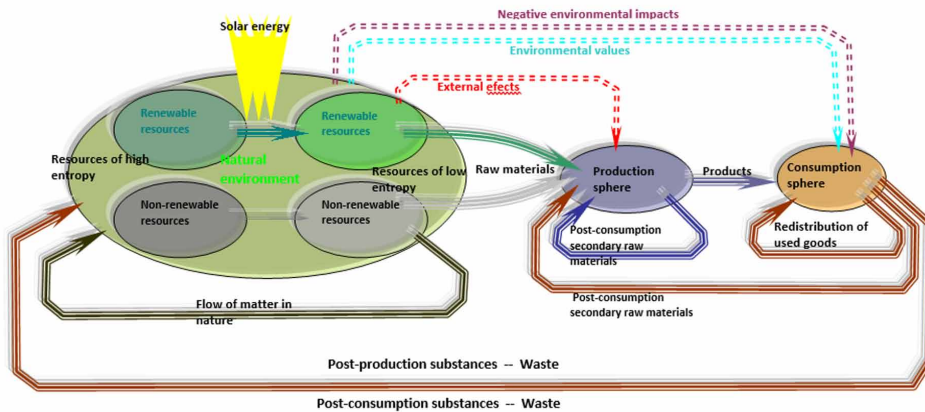 Negative environmental impacts
Solar energy
Environmental values
External efects
Renewable
resources
Renewable
resources
Resources of high
entropy
Natural
environment
Resources of low
entropy
Raw materials
Production
sphere
Products
Consumption
sphere
Non-renewable
resources
Non-renewable
resources
Post-consumption
secondary raw
materials
Redistribution of
used goods
Flow of matter in
nature
Post-consumption
secondary raw materials
Post-production substances -- Waste
Post-consumption substances -- Waste